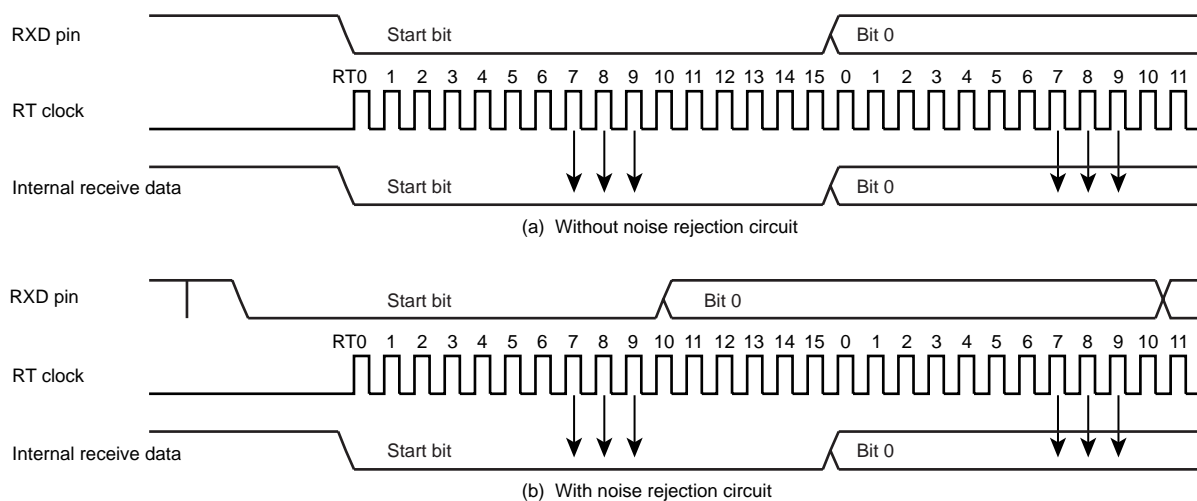 RXD pin Start bit Bit 0
RT0 1 2 3 4 5 6 7 8 9 10 11 12 13 14 15 0 1 2 3 4 5 6 7 8 9 10 11
RT clock
Internal receive data Start bit Bit 0
(a) Without noise rejection circuit
RXD pin Start bit Bit 0
RT0 1 2 3 4 5 6 7 8 9 10 11 12 13 14 15 0 1 2 3 4 5 6 7 8 9 10 11
RT clock
Internal receive data Start bit Bit 0
(b) With noise rejection circuit